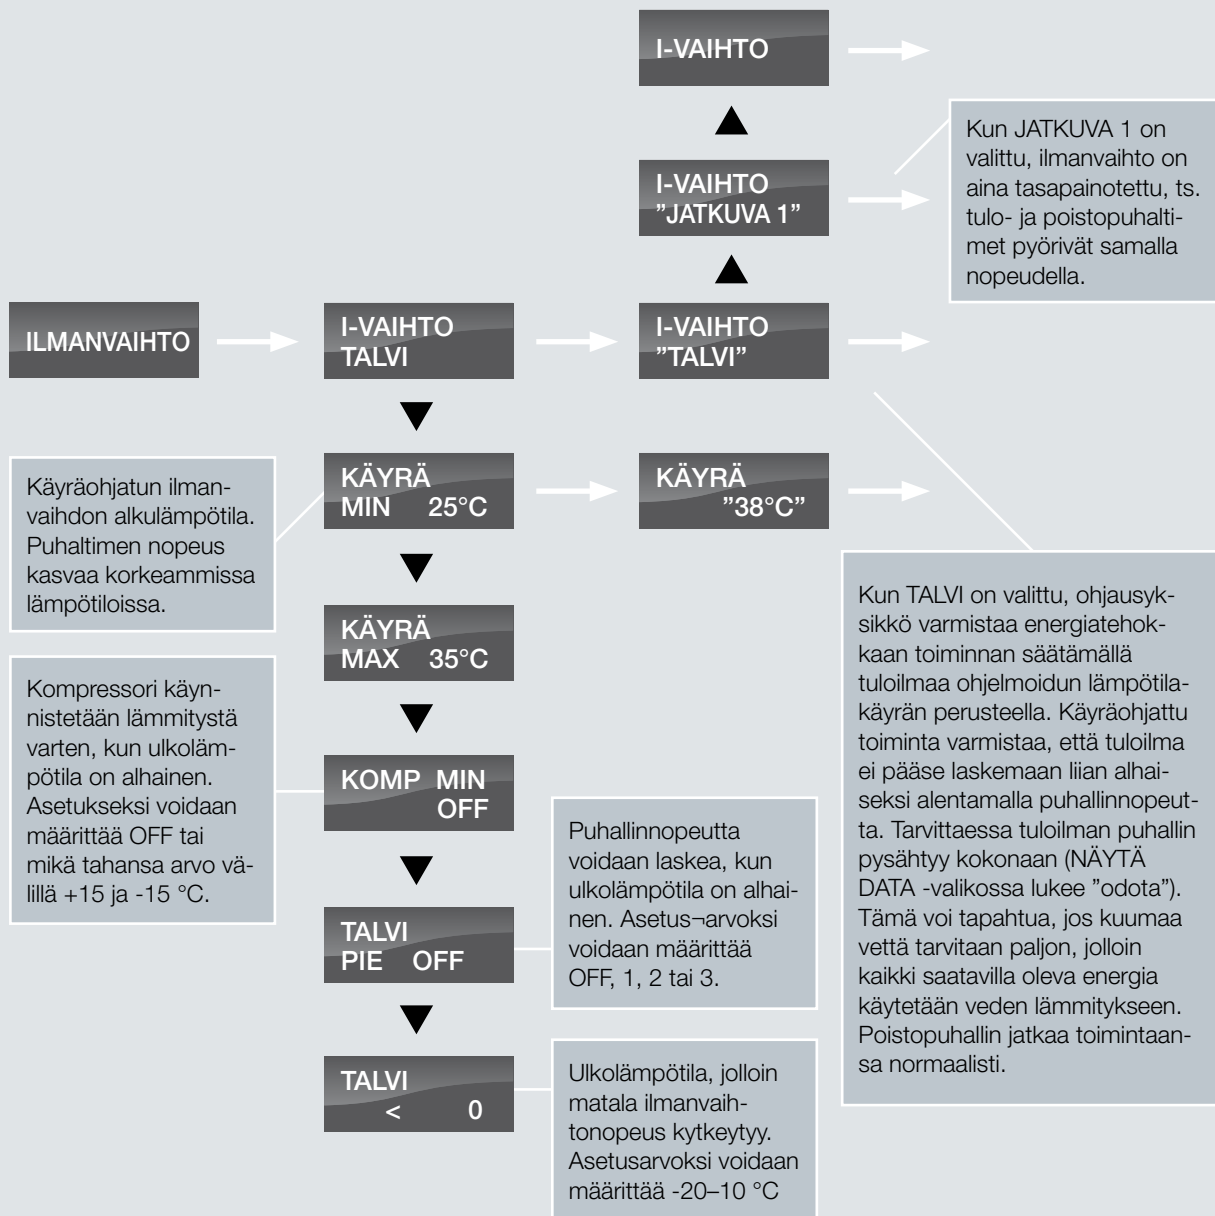 I-VAIHTO
I-VAIHTO
”JATKUVA 1”
Kun JATKUVA 1 on
valittu, ilmanvaihto on
aina tasapainotettu, ts.
tulo- ja poistopuhalti-
met pyörivät samalla
nopeudella.
ILMANVAIHTO
I-VAIHTO
TALVI
I-VAIHTO
”TALVI”
Käyräohjatun ilman-
vaihdon alkulämpötila.
Puhaltimen nopeus
kasvaa korkeammissa
lämpötiloissa.
KÄYRÄ
MIN 25°C
KÄYRÄ
”38°C”
KÄYRÄ
MAX 35°C
Kompressori käyn-
nistetään lämmitystä
varten, kun ulkoläm-
pötila on alhainen.
Asetukseksi voidaan
määrittää OFF tai
mikä tahansa arvo vä-
lillä +15 ja -15 °C.
KOMP MIN
OFF
Kun TALVI on valittu, ohjausyk-
sikkö varmistaa energiatehok-
kaan toiminnan säätämällä
tuloilmaa ohjelmoidun lämpötila-
käyrän perusteella. Käyräohjattu
toiminta varmistaa, että tuloilma
ei pääse laskemaan liian alhai-
seksi alentamalla puhallinnopeut-
ta. Tarvittaessa tuloilman puhallin
pysähtyy kokonaan (NÄYTÄ
DATA -valikossa lukee ”odota”).
Tämä voi tapahtua, jos kuumaa
vettä tarvitaan paljon, jolloin
kaikki saatavilla oleva energia
käytetään veden lämmitykseen.
Poistopuhallin jatkaa toimintaan-
sa normaalisti.
TALVI
PIE OFF
Puhallinnopeutta
voidaan laskea, kun
ulkolämpötila on alhai-
nen. Asetus¬arvoksi
voidaan määrittää
OFF, 1, 2 tai 3.
TALVI
< 0
Ulkolämpötila, jolloin
matala ilmanvaih-
tonopeus kytkeytyy.
Asetusarvoksi voidaan
määrittää -20–10 °C